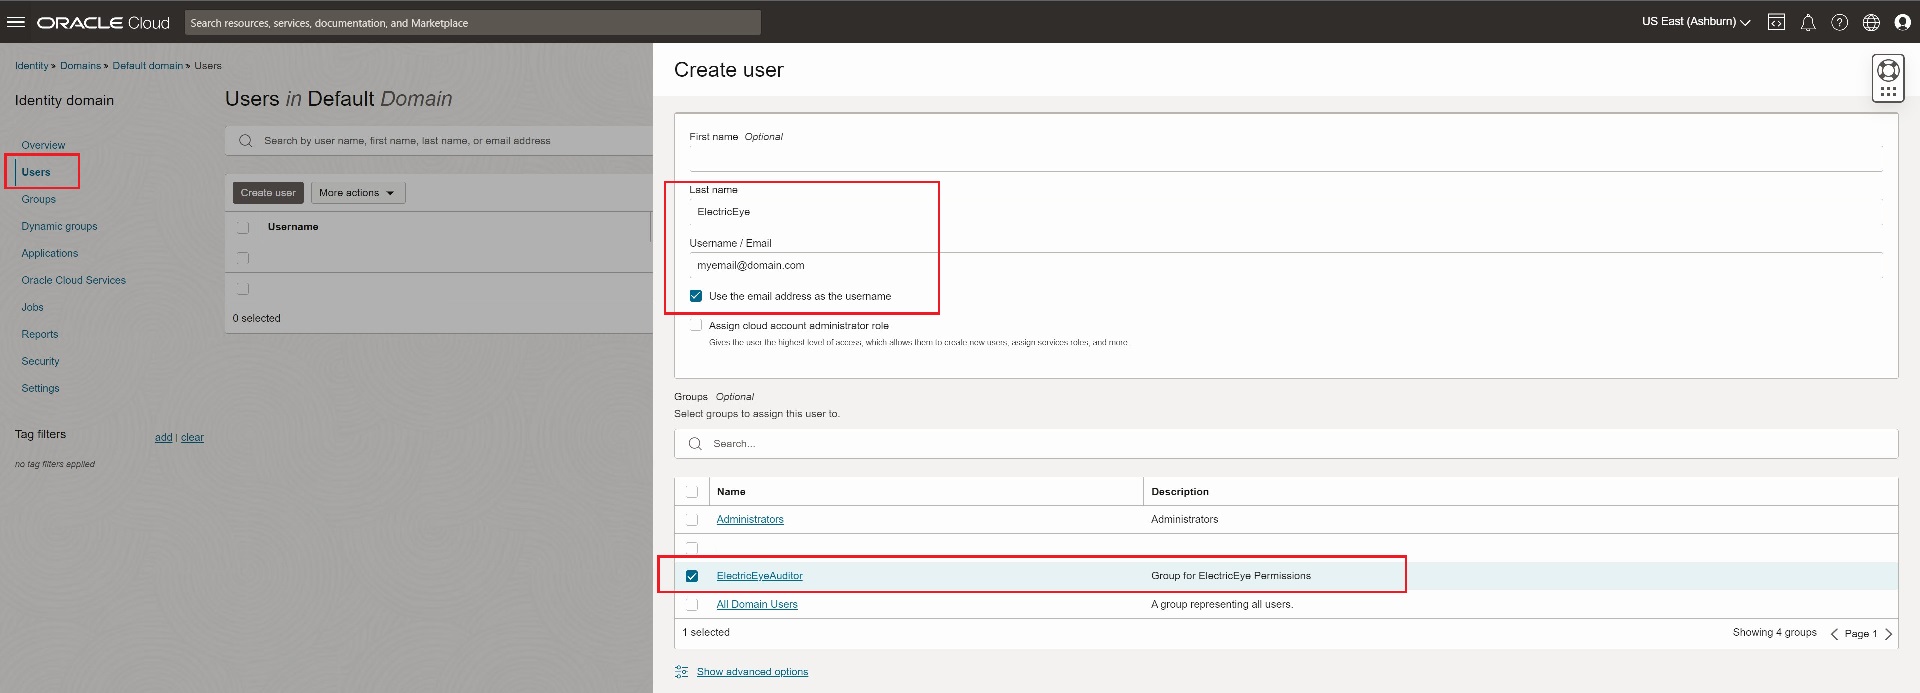 ORACLE Cloud
Search resources, services, documentation, and Marketplace
US East (Ashburn)
Identity » Domains » Default domain » Users
Identity domain
Overview
Users
Groups
Dynamic groups
Applications
Oracle Cloud Services
Jobs
Reports
Security
Settings
Tag filters
add | clear
no tag filters applied
Users in Default Domain
Search by user name, first name, last name, or email address
Create user
More actions
Username
0 selected
Create user
First name Optional
Last name
ElectricEye
Username / Email
myemail@domain.com
Use the email address as the username
Assign cloud account administrator role
Gives the user the highest level of access, which allows them to create new users, assign services roles, and more
Groups Optional
Select groups to assign this user to.
Search...
Name Description
Administrators Administrators
ElectricEyeAuditor Group for ElectricEye Permissions
All Domain Users A group representing all users.
1 selected
Showing 4 groups
Page 1
Show advanced options